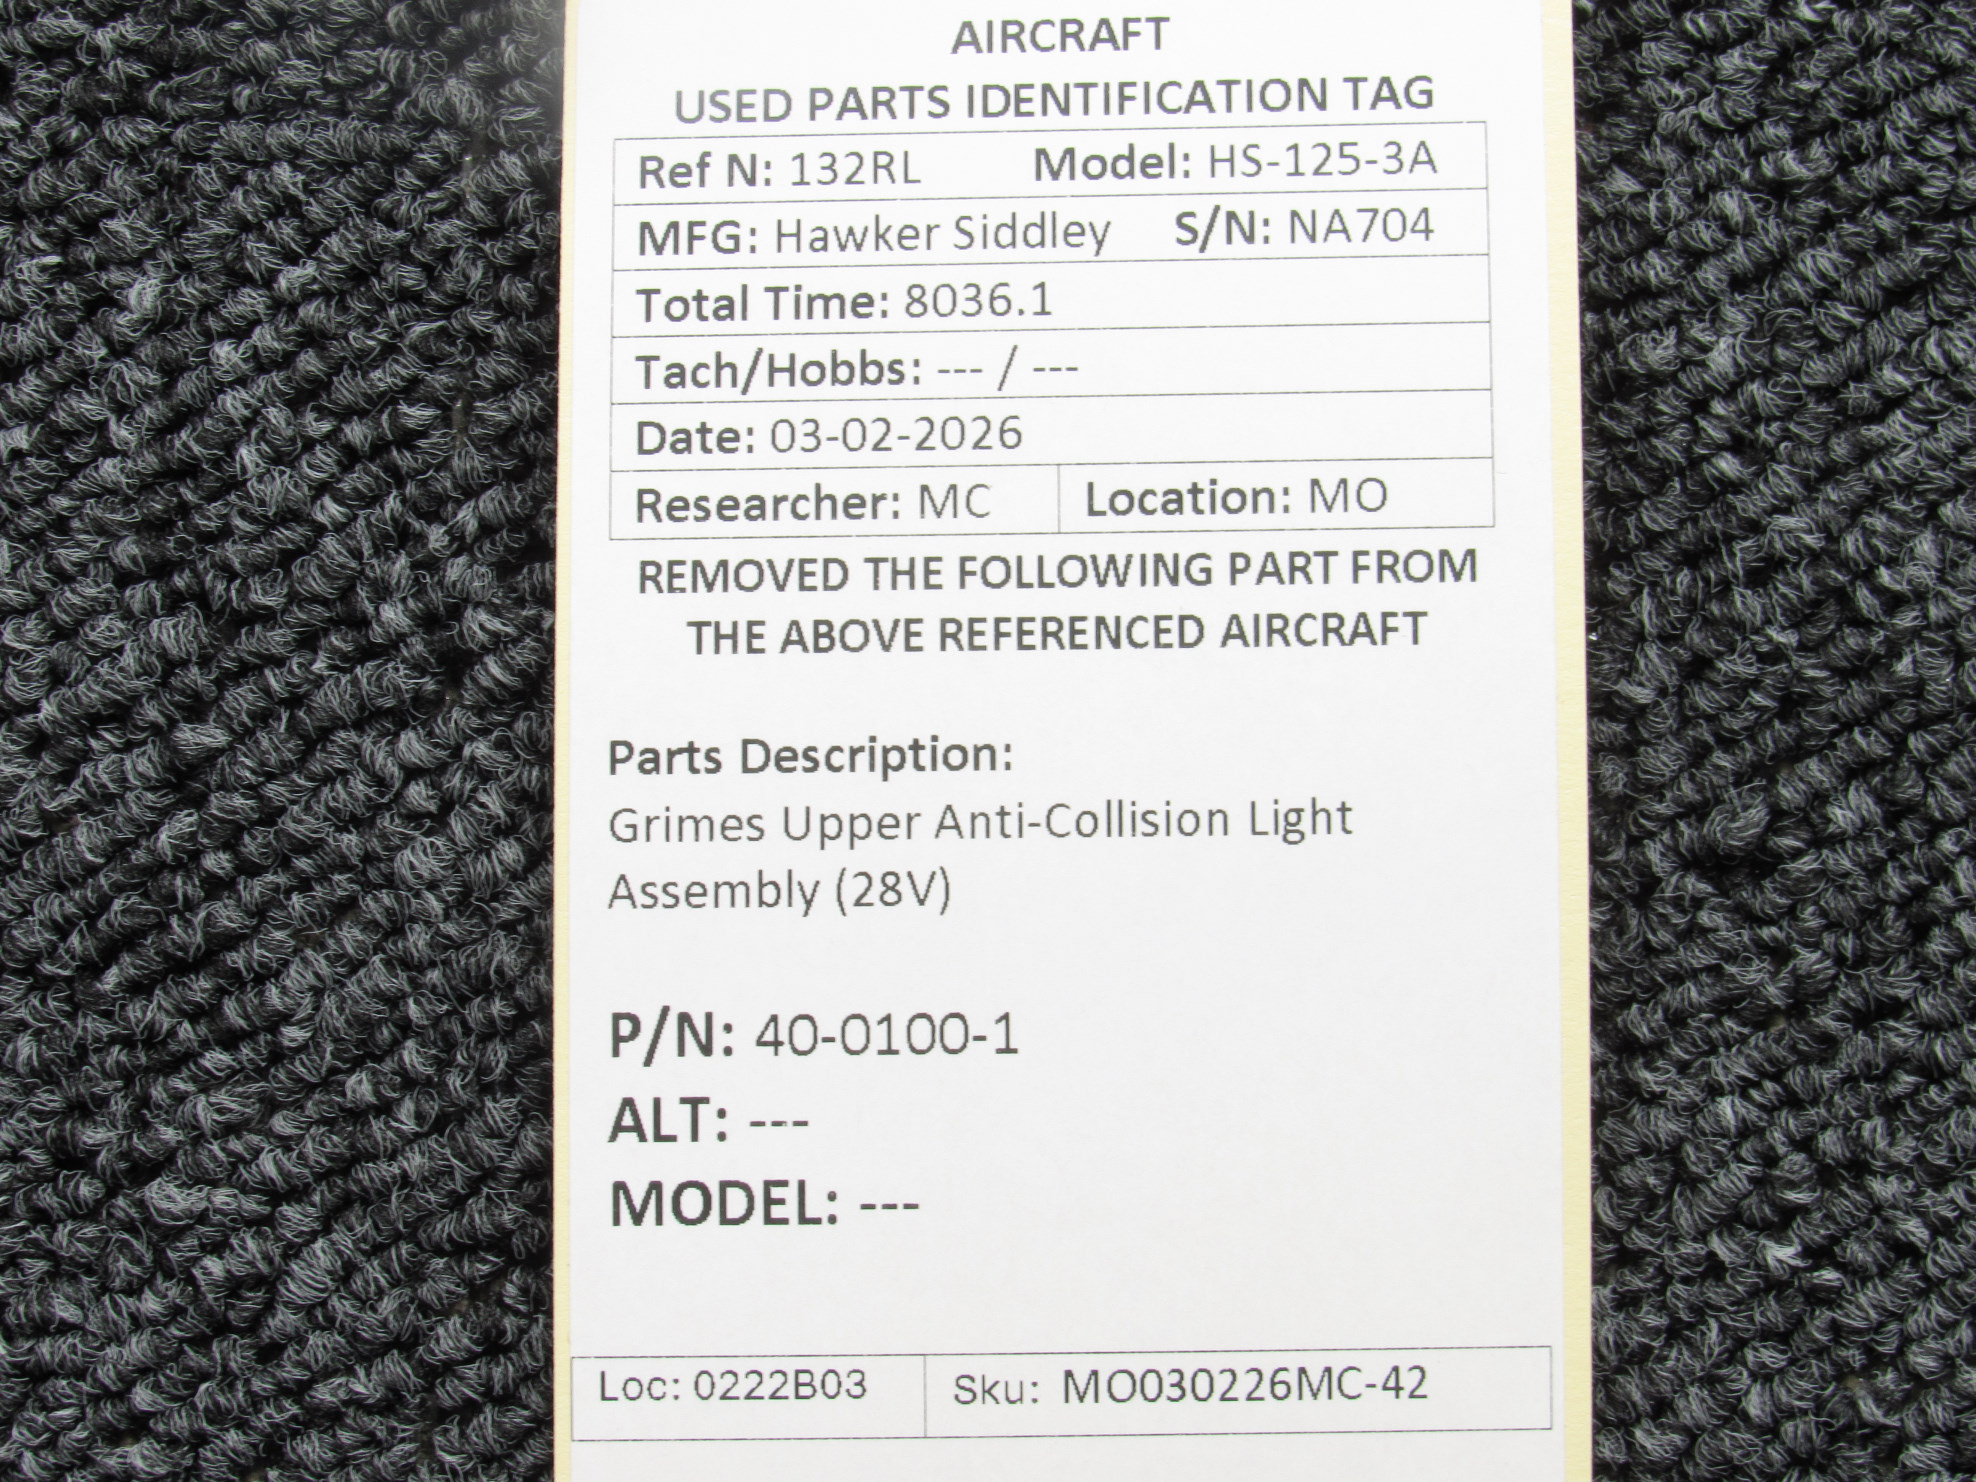 AIRCRAFT
USED PARTS IDENTIFICATION TAG
Ref N: 132RL Model: HS-125-3A
MFG: Hawker Siddley S/N: NA704
Total Time: 8036.1
Tach/Hobbs: --- / ---
Date: 03-02-2026
Researcher: MC Location: MO
REMOVED THE FOLLOWING PART FROM
THE ABOVE REFERENCED AIRCRAFT
Parts Description:
Grimes Upper Anti-Collision Light
Assembly (28V)
P/N: 40-0100-1
ALT: ---
MODEL: ---
Loc: 0222B03 Sku: MO030226MC-42